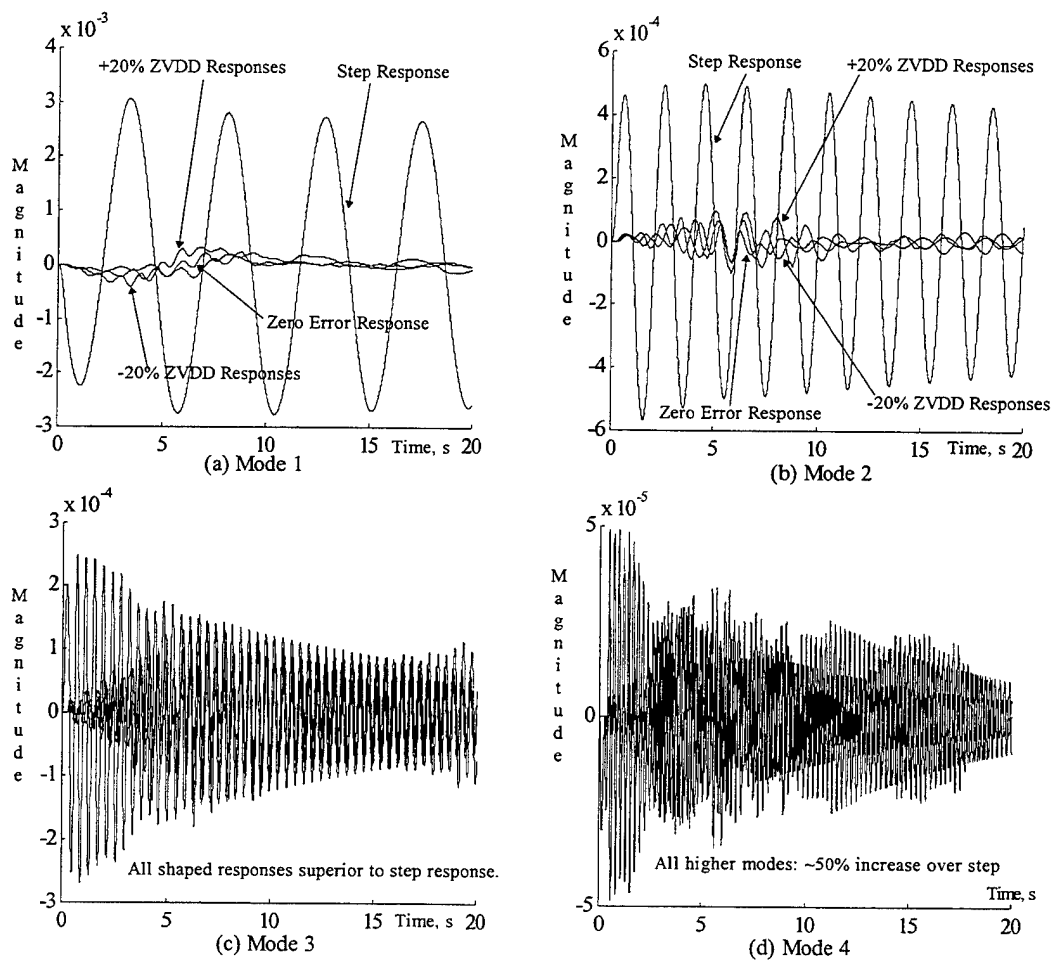 x 10-3
4
3
2
1
0
-1
-2
-3
Magnitude
+20% ZVDD Responses
Step Response
Zero Error Response
-20% ZVDD Responses
0 5 10 15 Time, s 20
(a) Mode 1
x 10-4
6
4
2
0
-2
-4
-6
Magnitude
Step Response
+20% ZVDD Responses
Zero Error Response
-20% ZVDD Responses
0 5 10 15 Time, s 20
(b) Mode 2
x 10-4
3
2
1
0
-1
-2
-3
Magnitude
All shaped responses superior to step response.
0 5 10 15 Time, s 20
(c) Mode 3
x 10-5
5
0
-5
Magnitude
All higher modes: ~50% increase over step
Time, s
0 5 10 15 20
(d) Mode 4